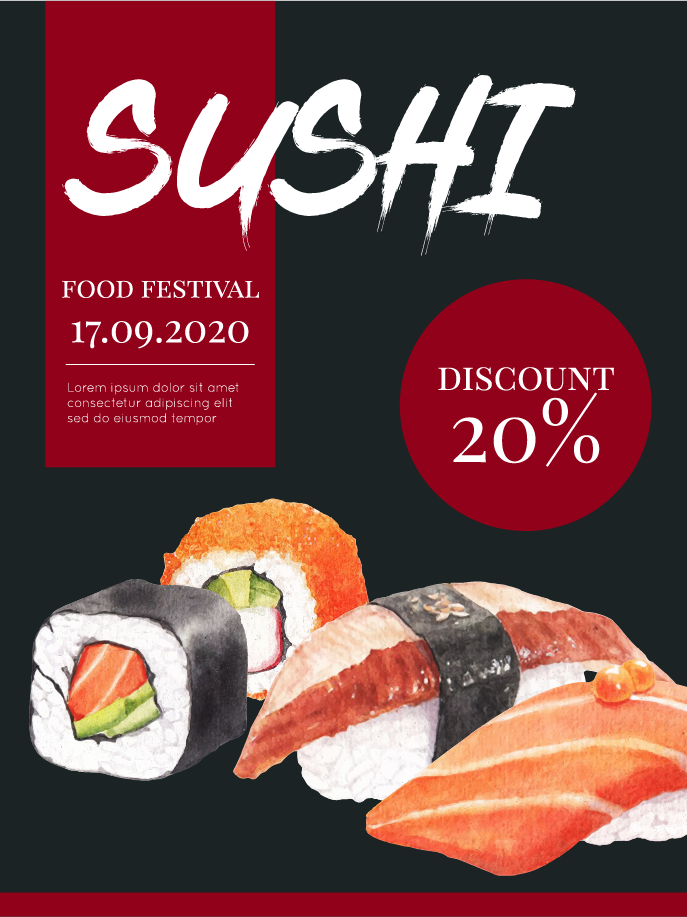 SUSHI
FOOD FESTIVAL
17.09.2020
Lorem ipsum dolor sit amet
consectetur adipiscing elit
sed do eiusmod tempor
DISCOUNT
20%